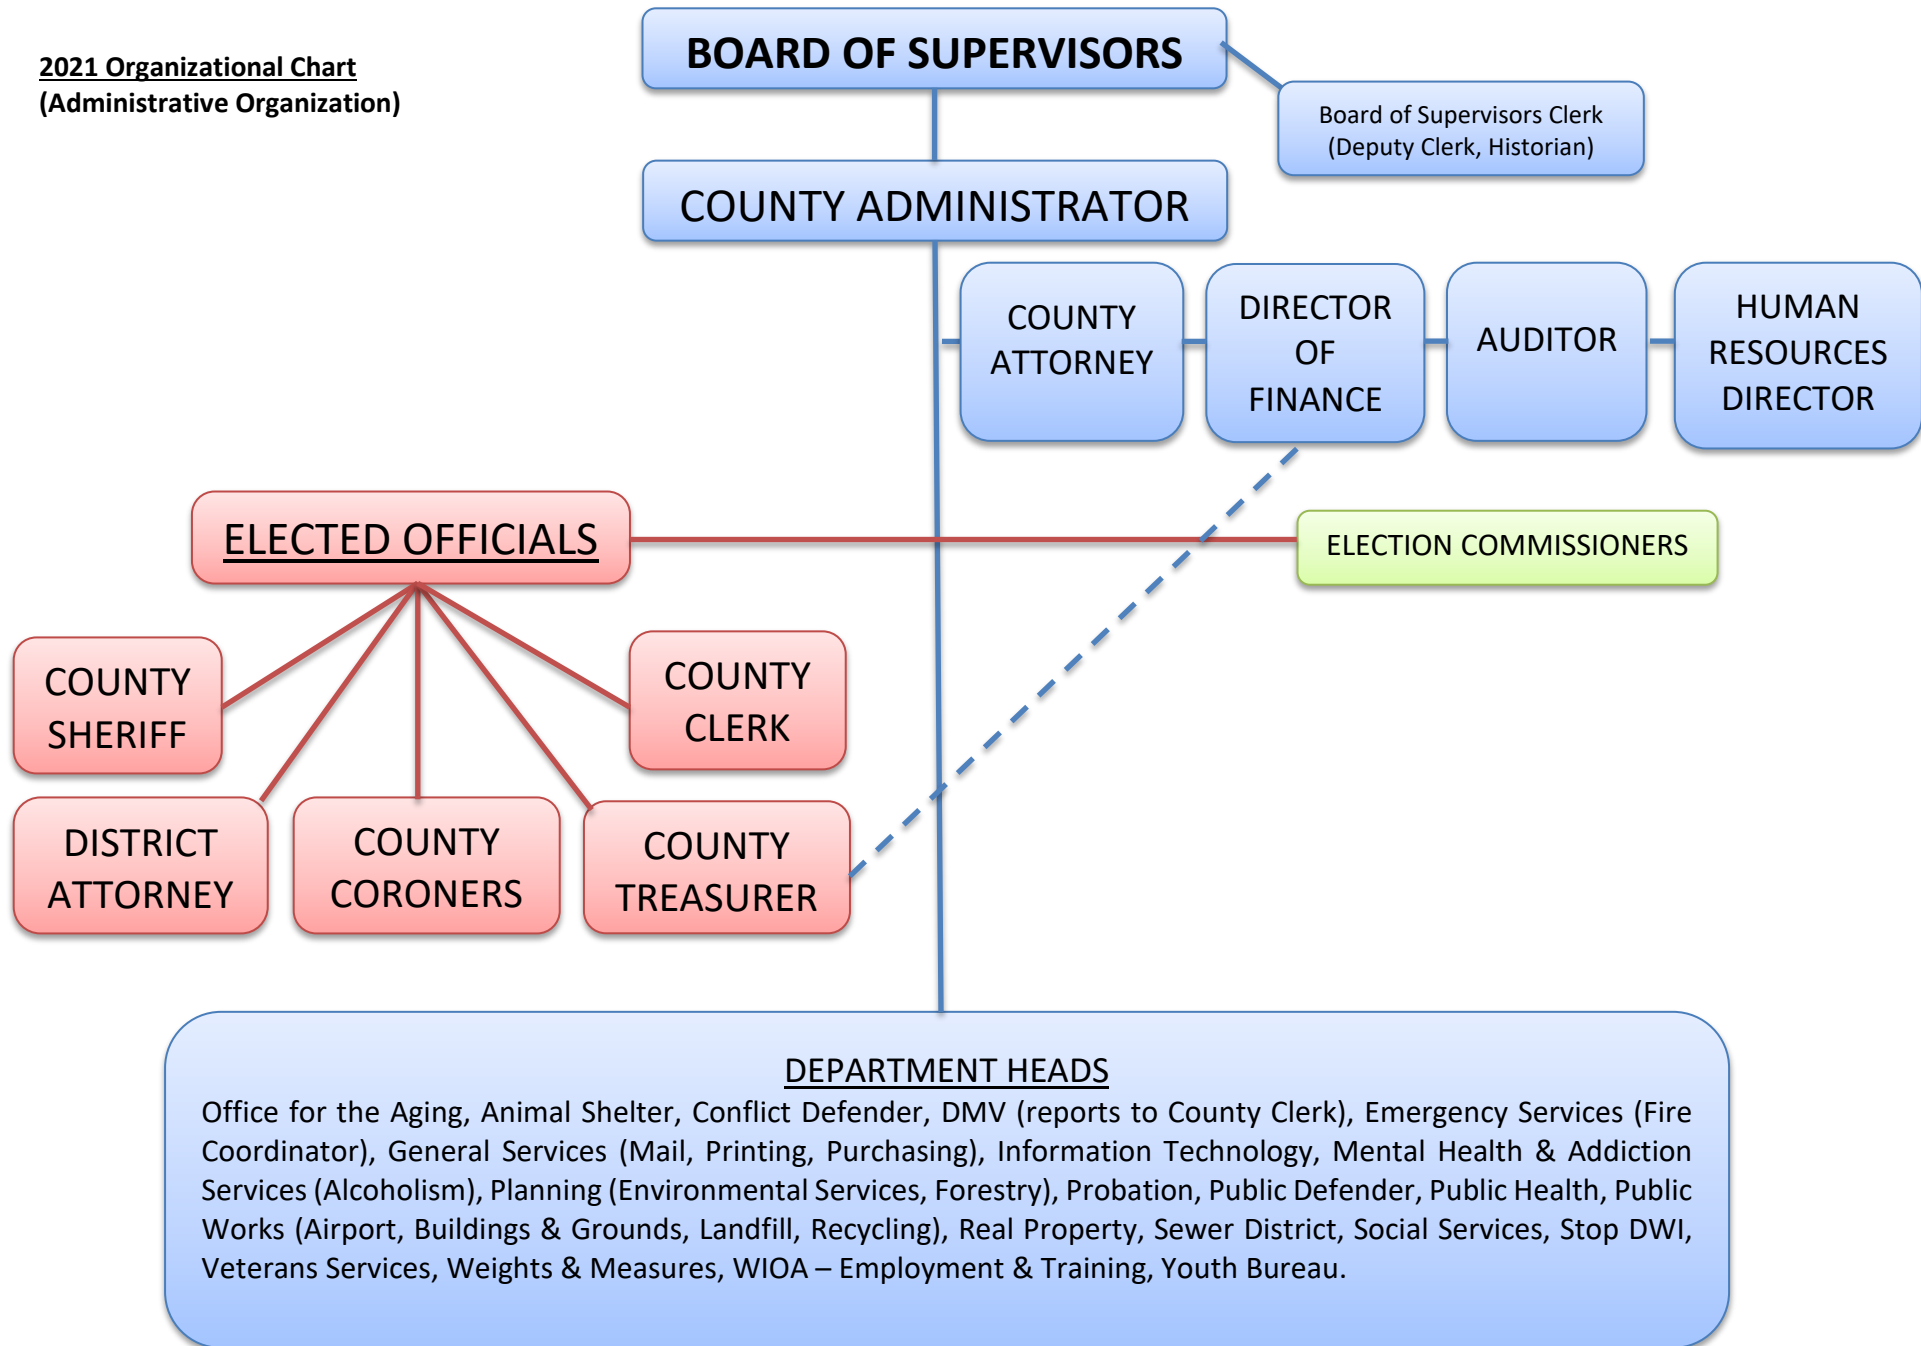 2021 Organizational Chart
(Administrative Organization)
BOARD OF SUPERVISORS
Board of Supervisors Clerk
(Deputy Clerk, Historian)
COUNTY ADMINISTRATOR
COUNTY
ATTORNEY
DIRECTOR
OF
FINANCE
AUDITOR
HUMAN
RESOURCES
DIRECTOR
ELECTED OFFICIALS
ELECTION COMMISSIONERS
COUNTY
SHERIFF
COUNTY
CLERK
DISTRICT
ATTORNEY
COUNTY
CORONERS
COUNTY
TREASURER
DEPARTMENT HEADS
Office for the Aging, Animal Shelter, Conflict Defender, DMV (reports to County Clerk), Emergency Services (Fire
Coordinator), General Services (Mail, Printing, Purchasing), Information Technology, Mental Health & Addiction
Services (Alcoholism), Planning (Environmental Services, Forestry), Probation, Public Defender, Public Health, Public
Works (Airport, Buildings & Grounds, Landfill, Recycling), Real Property, Sewer District, Social Services, Stop DWI,
Veterans Services, Weights & Measures, WIOA – Employment & Training, Youth Bureau.